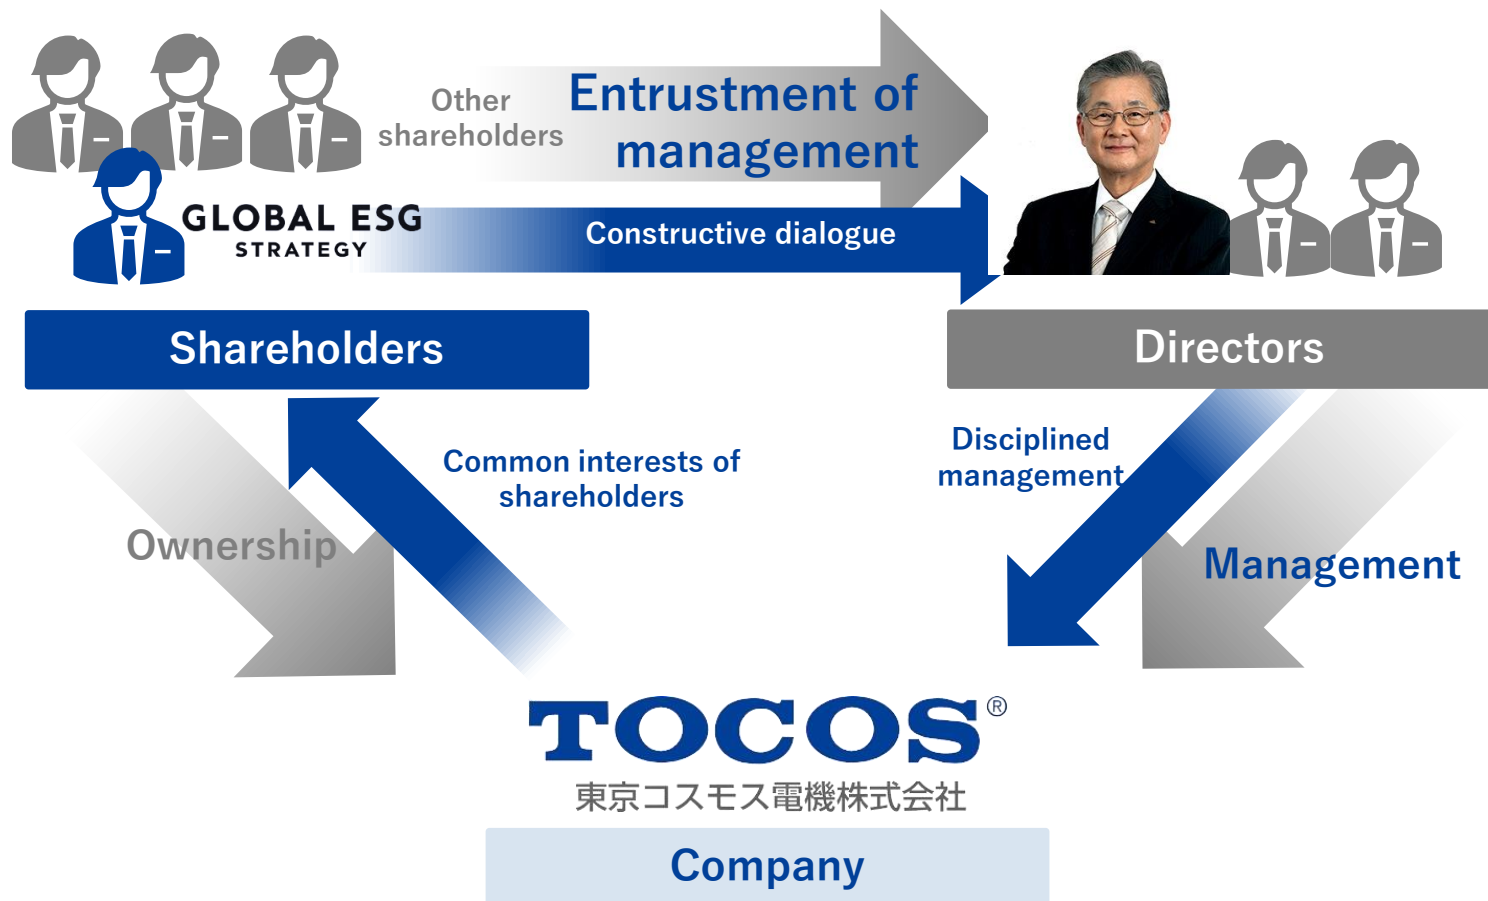 Other
shareholders
Entrustment of
management
GLOBAL ESG
STRATEGY
Constructive dialogue
Shareholders
Directors
Common interests of
shareholders
Disciplined
management
Ownership
Management
TOCOS®
東京コスモス電機株式会社
Company